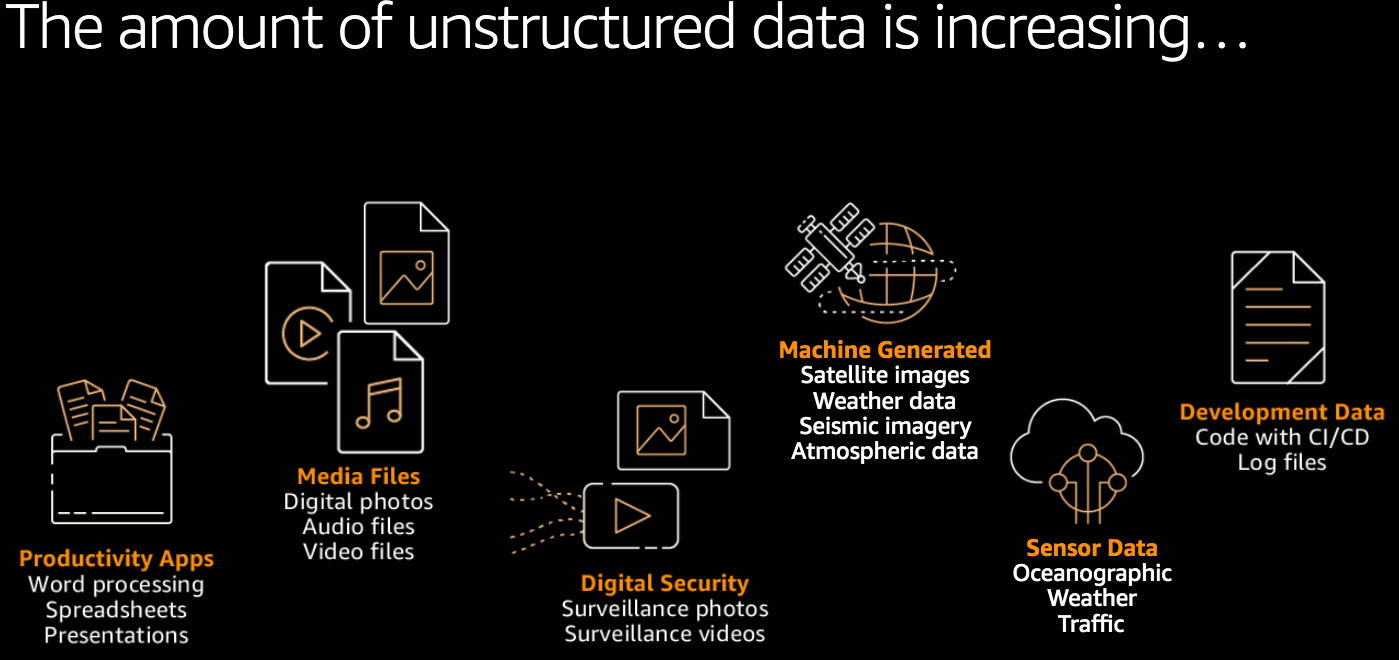 The amount of unstructured data is increasing...
Productivity Apps
Word processing
Spreadsheets
Presentations
Media Files
Digital photos
Audio files
Video files
Digital Security
Surveillance photos
Surveillance videos
Machine Generated
Satellite images
Weather data
Seismic imagery
Atmospheric data
Sensor Data
Oceanographic
Weather
Traffic
Development Data
Code with CI/CD
Log files